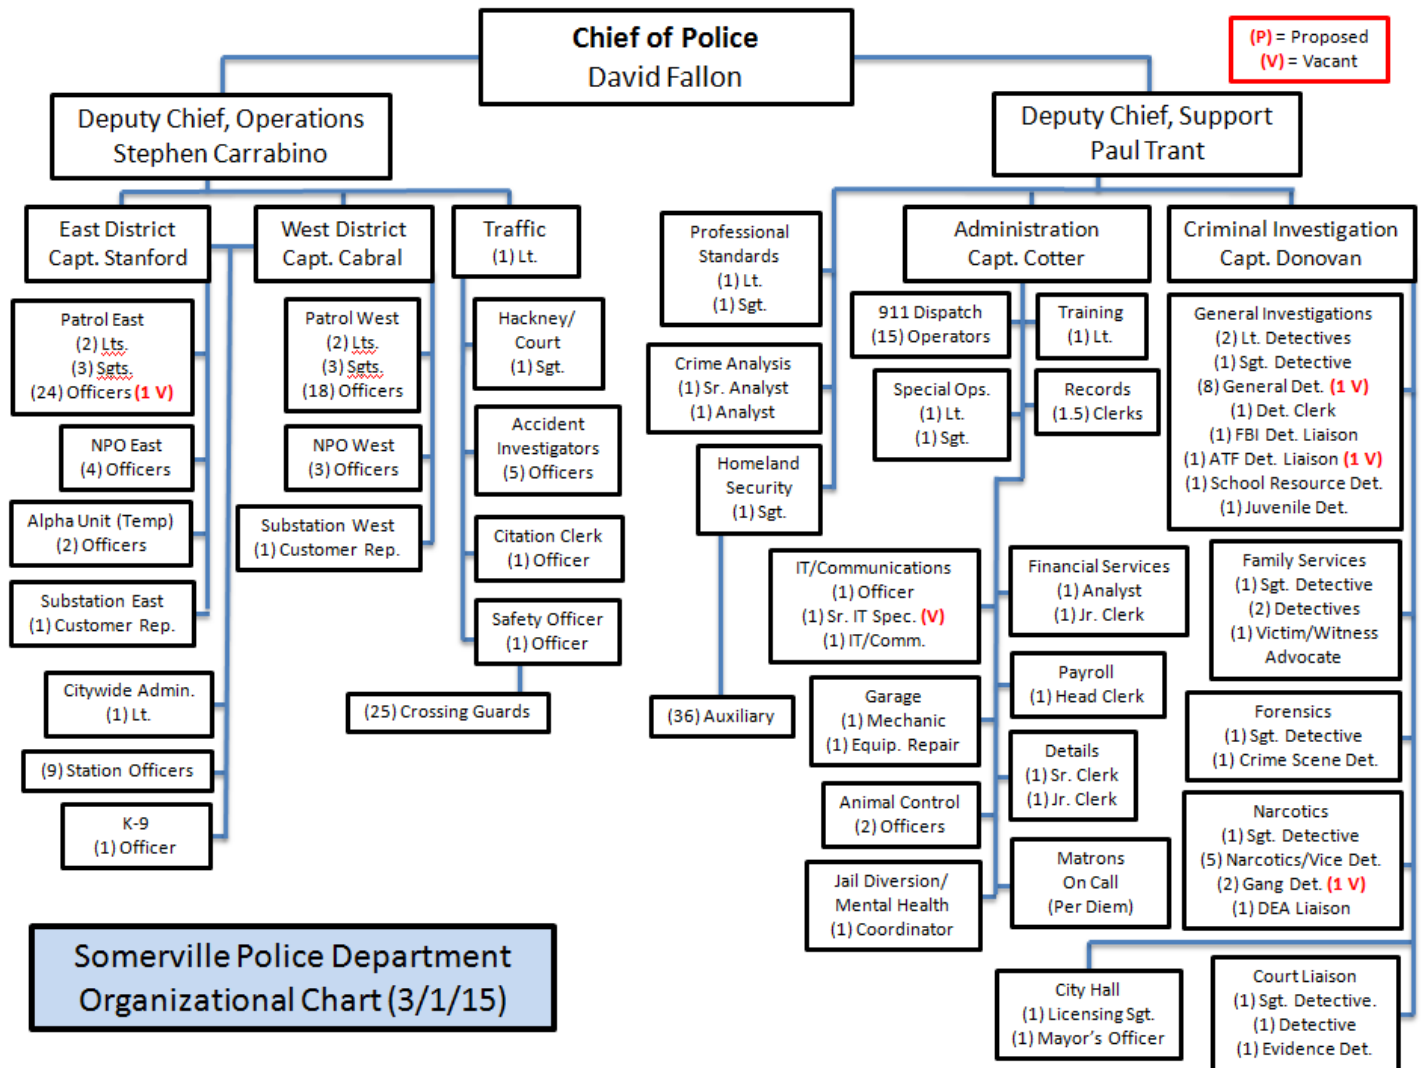 Chief of Police
David Fallon
(P) = Proposed
(V) = Vacant
Deputy Chief, Operations
Stephen Carrabino
Deputy Chief, Support
Paul Trant
East District
Capt. Stanford
West District
Capt. Cabral
Traffic
(1) Lt.
Patrol East
(2) Lts.
(3) Sgts.
(24) Officers (1 V)
NPO East
(4) Officers
Alpha Unit (Temp)
(2) Officers
Substation East
(1) Customer Rep.
Citywide Admin.
(1) Lt.
(9) Station Officers
K-9
(1) Officer
Patrol West
(2) Lts.
(3) Sgts.
(18) Officers
NPO West
(3) Officers
Substation West
(1) Customer Rep.
Hackney/
Court
(1) Sgt.
Accident
Investigators
(5) Officers
Citation Clerk
(1) Officer
Safety Officer
(1) Officer
(25) Crossing Guards
Professional
Standards
(1) Lt.
(1) Sgt.
Crime Analysis
(1) Sr. Analyst
(1) Analyst
Homeland
Security
(1) Sgt.
(36) Auxiliary
Administration
Capt. Cotter
911 Dispatch
(15) Operators
Training
(1) Lt.
Special Ops.
(1) Lt.
(1) Sgt.
Records
(1.5) Clerks
IT/Communications
(1) Officer
(1) Sr. IT Spec. (V)
(1) IT/Comm.
Financial Services
(1) Analyst
(1) Jr. Clerk
Garage
(1) Mechanic
(1) Equip. Repair
Payroll
(1) Head Clerk
Details
(1) Sr. Clerk
(1) Jr. Clerk
Animal Control
(2) Officers
Jail Diversion/
Mental Health
(1) Coordinator
Matrons
On Call
(Per Diem)
Criminal Investigation
Capt. Donovan
General Investigations
(2) Lt. Detectives
(1) Sgt. Detective
(8) General Det. (1 V)
(1) Det. Clerk
(1) FBI Det. Liaison
(1) ATF Det. Liaison (1 V)
(1) School Resource Det.
(1) Juvenile Det.
Family Services
(1) Sgt. Detective
(2) Detectives
(1) Victim/Witness
Advocate
Forensics
(1) Sgt. Detective
(1) Crime Scene Det.
Narcotics
(1) Sgt. Detective
(5) Narcotics/Vice Det.
(2) Gang Det. (1 V)
(1) DEA Liaison
City Hall
(1) Licensing Sgt.
(1) Mayor's Officer
Court Liaison
(1) Sgt. Detective.
(1) Detective
(1) Evidence Det.
Somerville Police Department
Organizational Chart (3/1/15)